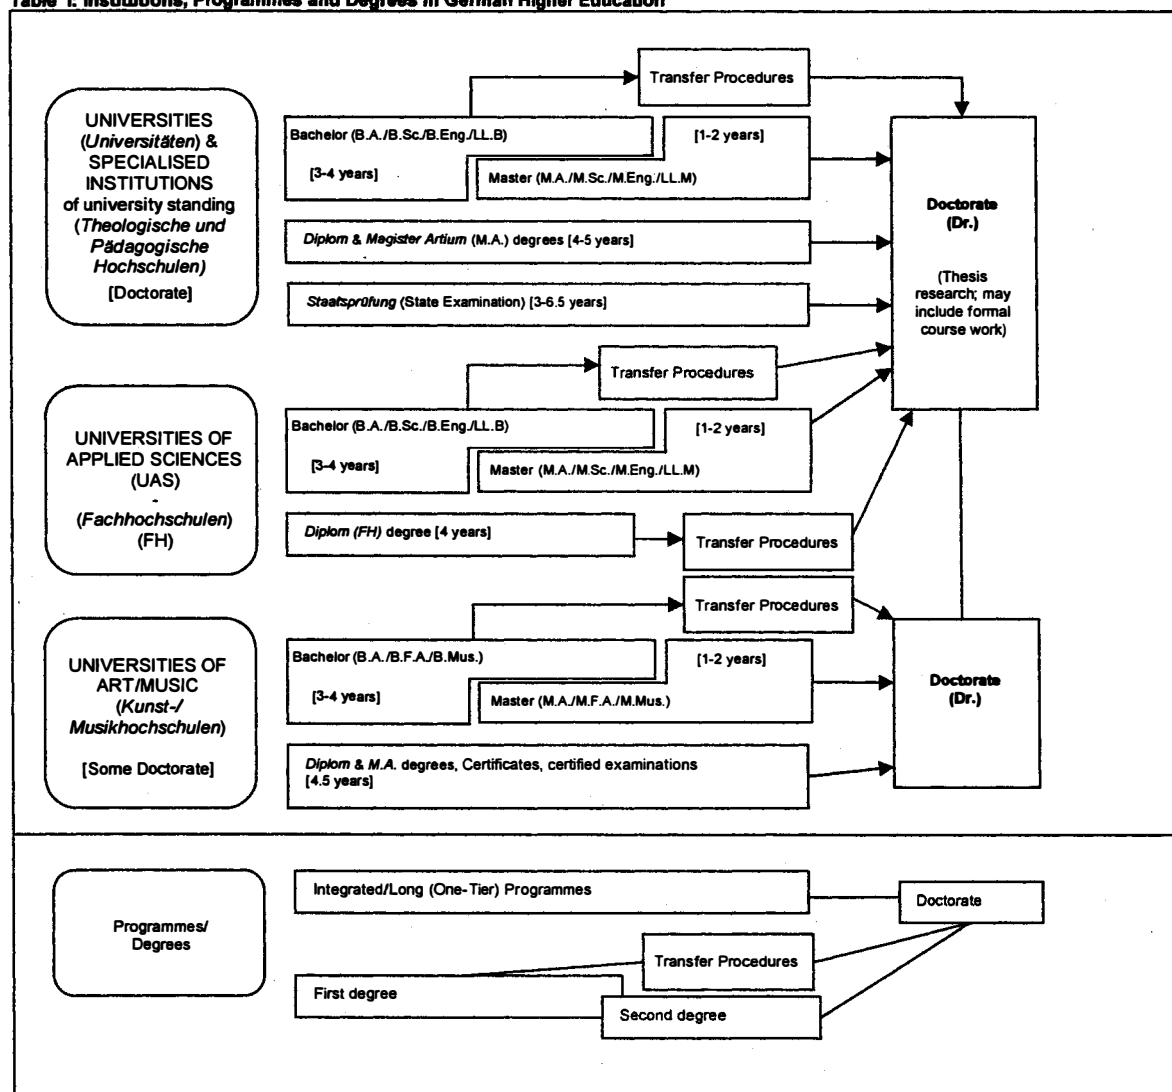 Table 1: Institutions, Programmes and Degrees in German Higher Education
Transfer Procedures
UNIVERSITIES
(Universitäten) &
SPECIALISED
INSTITUTIONS
of university standing
(Theologische und
Pädagogische
Hochschulen)
[Doctorate]
Bachelor (B.A./B.Sc./B.Eng./LL.B)
[3-4 years]
[1-2 years]
Master (M.A./M.Sc./M.Eng./LL.M)
Diplom & Magister Artium (M.A.) degrees [4-5 years]
Staatsprüfung (State Examination) [3-6.5 years]
Doctorate
(Dr.)
(Thesis
research; may
include formal
course work)
Transfer Procedures
UNIVERSITIES OF
APPLIED SCIENCES
(UAS)
-
(Fachhochschulen)
(FH)
Bachelor (B.A./B.Sc./B.Eng./LL.B)
[3-4 years]
[1-2 years]
Master (M.A./M.Sc./M.Eng./LL.M)
Diplom (FH) degree [4 years]
Transfer Procedures
Transfer Procedures
UNIVERSITIES OF
ART/MUSIC
(Kunst-/
Musikhochschulen)
[Some Doctorate]
Bachelor (B.A./B.F.A./B.Mus.)
[3-4 years]
[1-2 years]
Master (M.A./M.F.A./M.Mus.)
Diplom & M.A. degrees, Certificates, certified examinations
[4.5 years]
Doctorate
(Dr.)
Programmes/
Degrees
Integrated/Long (One-Tier) Programmes
Doctorate
Transfer Procedures
First degree
Second degree